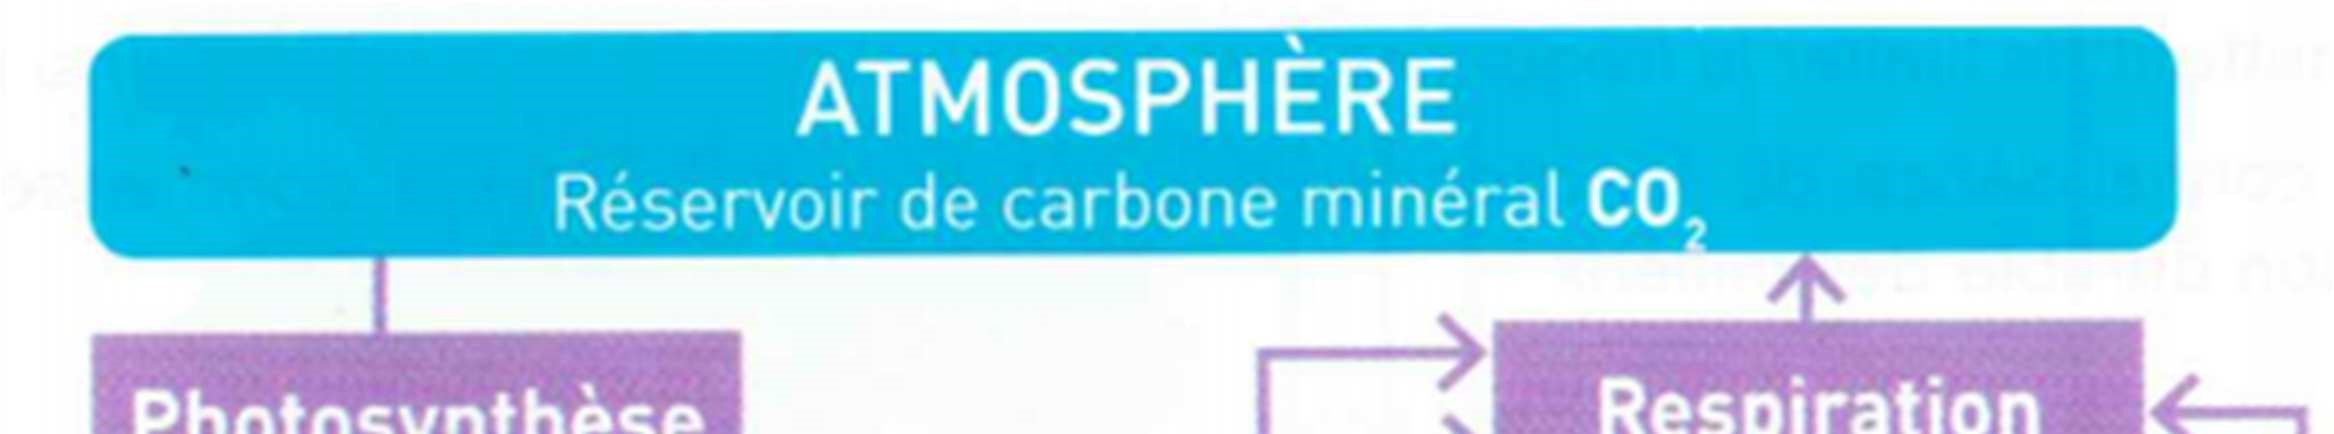 ATMOSPHÈRE
Réservoir de carbone minéral CO₂
Photosynthèse
Respiration